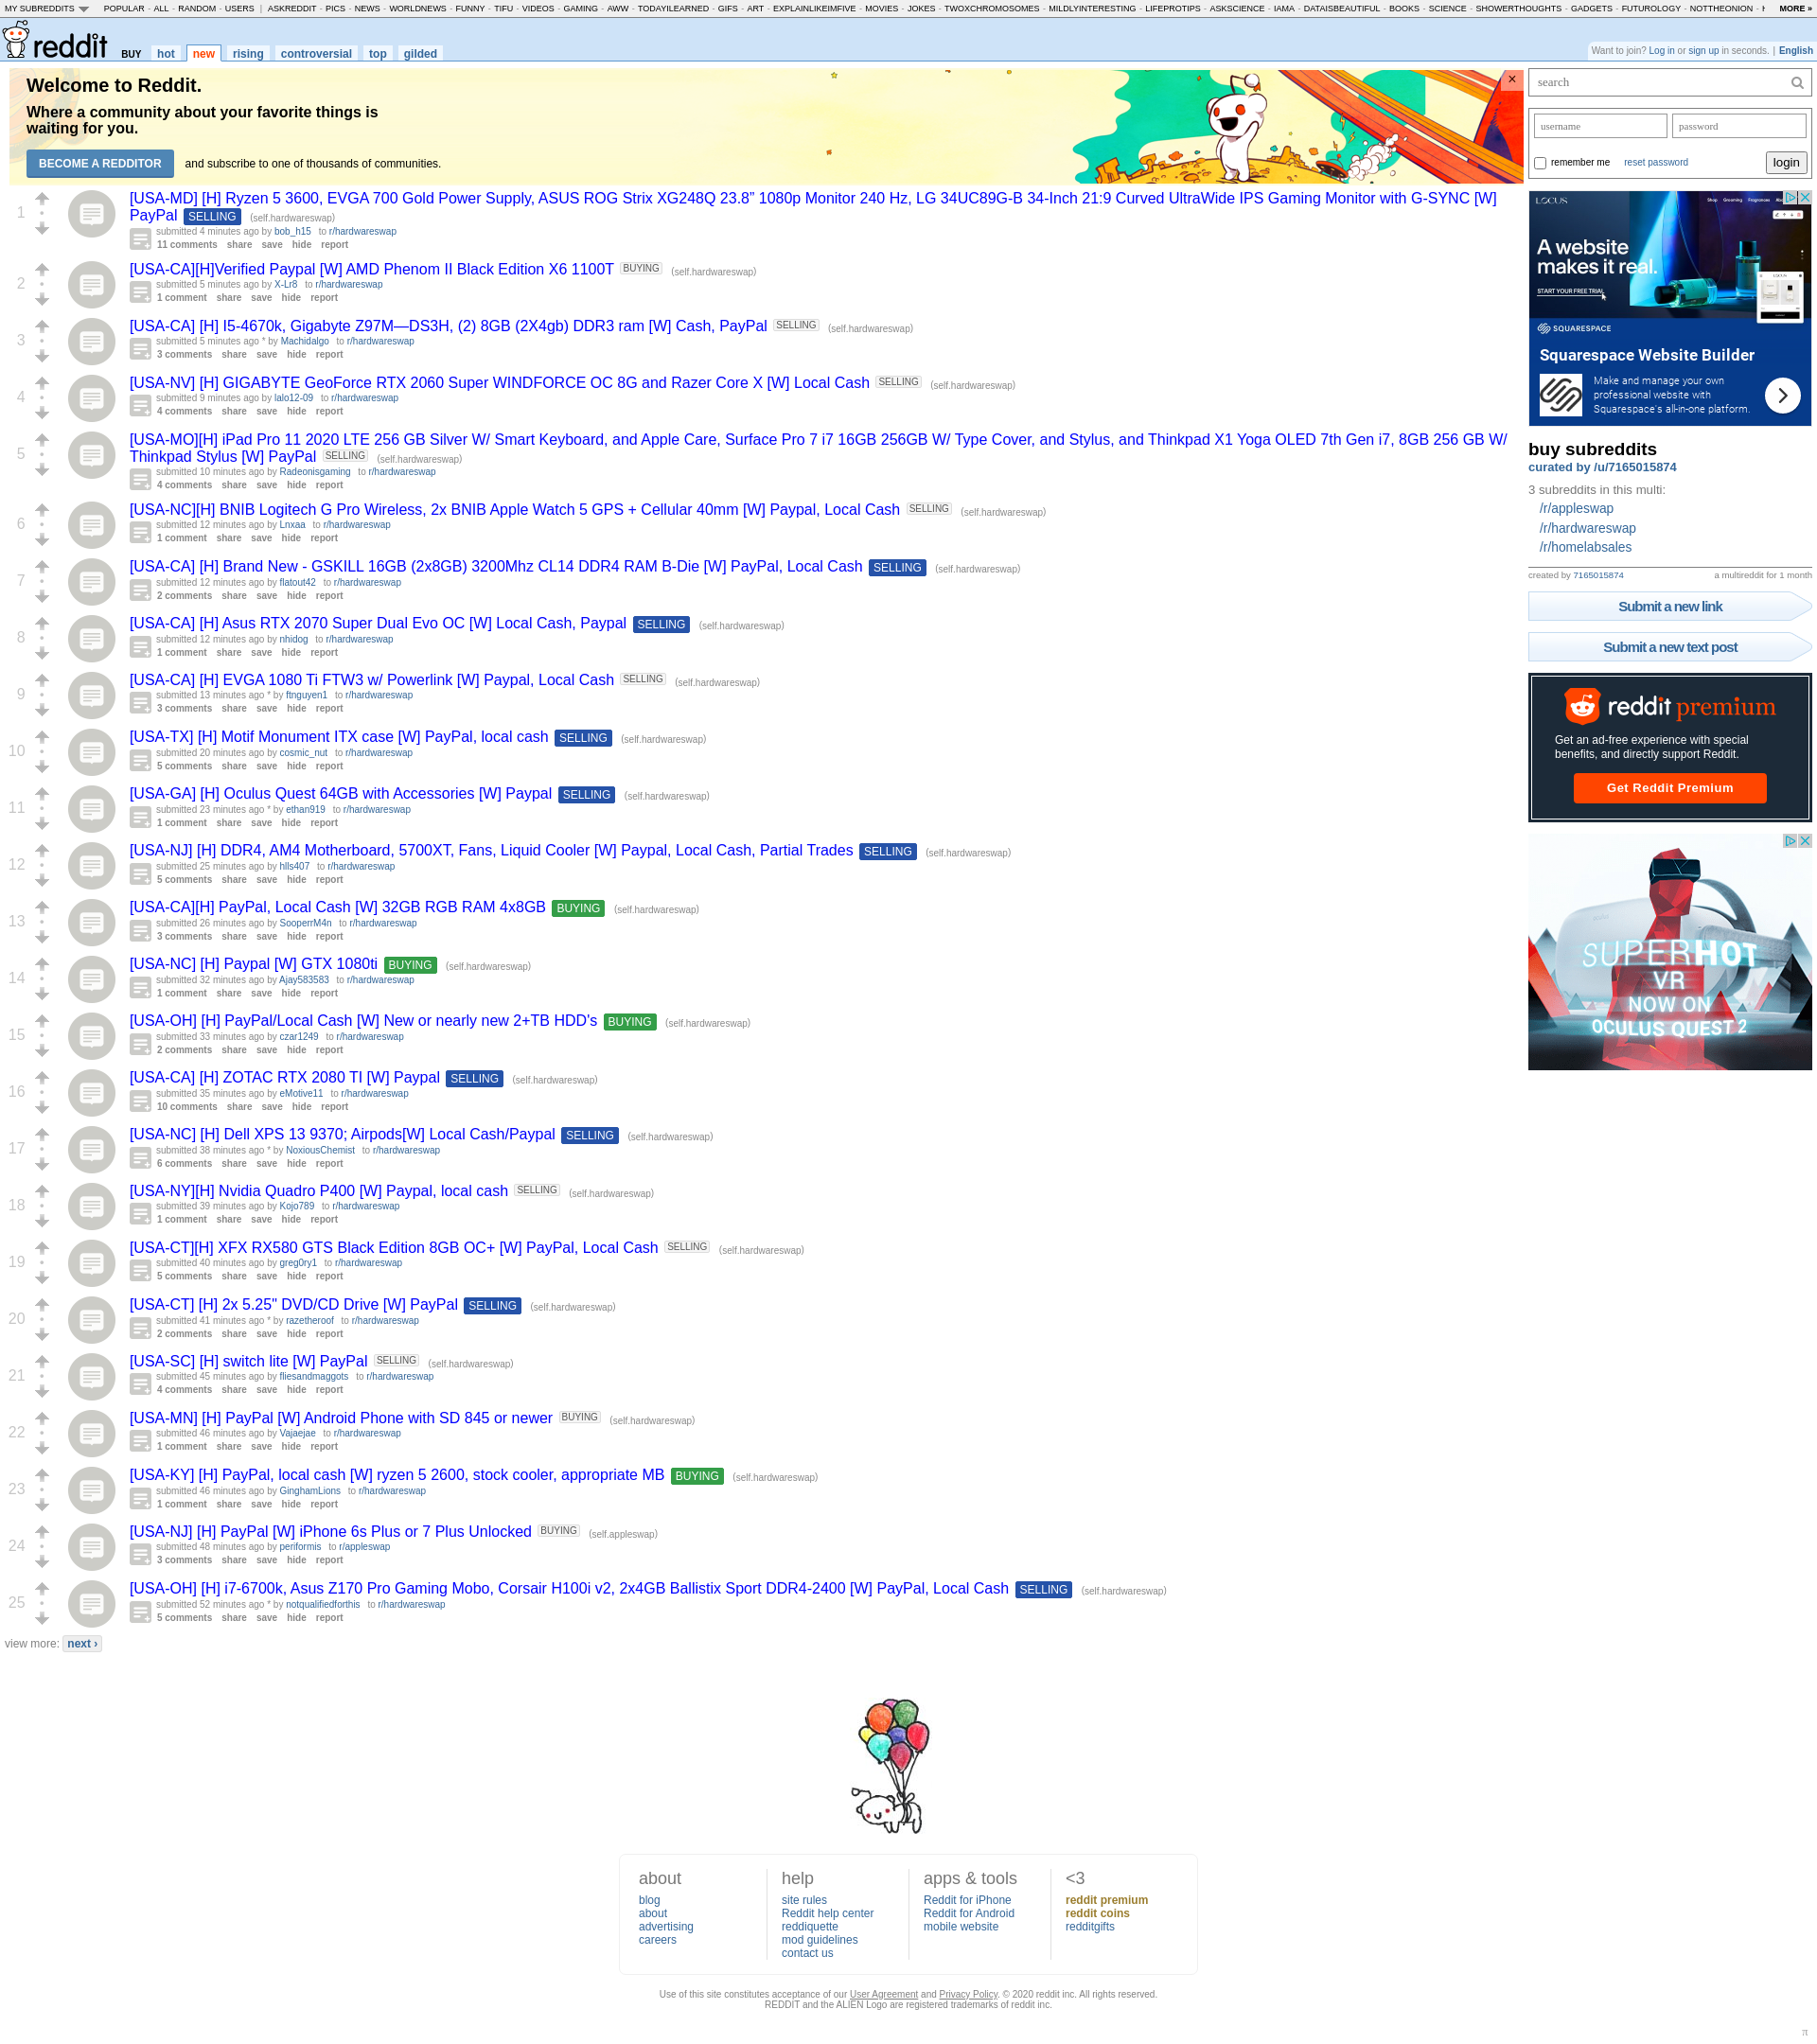 MY SUBREDDITS POPULAR - ALL - RANDOM - USERS | ASKREDDIT - PICS - NEWS - WORLDNEWS - FUNNY - TIFU - VIDEOS - GAMING - AWW - TODAYILEARNED - GIFS - ART - EXPLAINLIKEIMFIVE - MOVIES - JOKES - TWOXCHROMOSOMES - MILDLYINTERESTING - LIFEPROTIPS - ASKSCIENCE - IAMA - DATAISBEAUTIFUL - BOOKS - SCIENCE - SHOWERTHOUGHTS - GADGETS - FUTUROLOGY - NOTTHEONION - MORE »
reddit BUY hot new rising controversial top gilded
Want to join? Log in or sign up in seconds. | English
Welcome to Reddit.
Where a community about your favorite things is
waiting for you.
BECOME A REDDITOR and subscribe to one of thousands of communities.
1 [USA-MD] [H] Ryzen 5 3600, EVGA 700 Gold Power Supply, ASUS ROG Strix XG248Q 23.8” 1080p Monitor 240 Hz, LG 34UC89G-B 34-Inch 21:9 Curved UltraWide IPS Gaming Monitor with G-SYNC [W]
PayPal SELLING (self.hardwareswap)
submitted 4 minutes ago by bob_h15 to r/hardwareswap
11 comments share save hide report
2 [USA-CA][H]Verified Paypal [W] AMD Phenom II Black Edition X6 1100T BUYING (self.hardwareswap)
submitted 5 minutes ago by X-Lr8 to r/hardwareswap
1 comment share save hide report
3 [USA-CA] [H] I5-4670k, Gigabyte Z97M—DS3H, (2) 8GB (2X4gb) DDR3 ram [W] Cash, PayPal SELLING (self.hardwareswap)
submitted 5 minutes ago * by Machidalgo to r/hardwareswap
3 comments share save hide report
4 [USA-NV] [H] GIGABYTE GeoForce RTX 2060 Super WINDFORCE OC 8G and Razer Core X [W] Local Cash SELLING (self.hardwareswap)
submitted 9 minutes ago by lalo12-09 to r/hardwareswap
4 comments share save hide report
5 [USA-MO][H] iPad Pro 11 2020 LTE 256 GB Silver W/ Smart Keyboard, and Apple Care, Surface Pro 7 i7 16GB 256GB W/ Type Cover, and Stylus, and Thinkpad X1 Yoga OLED 7th Gen i7, 8GB 256 GB W/
Thinkpad Stylus [W] PayPal SELLING (self.hardwareswap)
submitted 10 minutes ago by Radeonisgaming to r/hardwareswap
4 comments share save hide report
6 [USA-NC][H] BNIB Logitech G Pro Wireless, 2x BNIB Apple Watch 5 GPS + Cellular 40mm [W] Paypal, Local Cash SELLING (self.hardwareswap)
submitted 12 minutes ago by Lnxaa to r/hardwareswap
1 comment share save hide report
7 [USA-CA] [H] Brand New - GSKILL 16GB (2x8GB) 3200Mhz CL14 DDR4 RAM B-Die [W] PayPal, Local Cash SELLING (self.hardwareswap)
submitted 12 minutes ago by flatout42 to r/hardwareswap
2 comments share save hide report
8 [USA-CA] [H] Asus RTX 2070 Super Dual Evo OC [W] Local Cash, Paypal SELLING (self.hardwareswap)
submitted 12 minutes ago by nhidog to r/hardwareswap
1 comment share save hide report
9 [USA-CA] [H] EVGA 1080 Ti FTW3 w/ Powerlink [W] Paypal, Local Cash SELLING (self.hardwareswap)
submitted 13 minutes ago * by ftnguyen1 to r/hardwareswap
3 comments share save hide report
10 [USA-TX] [H] Motif Monument ITX case [W] PayPal, local cash SELLING (self.hardwareswap)
submitted 20 minutes ago by cosmic_nut to r/hardwareswap
5 comments share save hide report
11 [USA-GA] [H] Oculus Quest 64GB with Accessories [W] Paypal SELLING (self.hardwareswap)
submitted 23 minutes ago * by ethan919 to r/hardwareswap
1 comment share save hide report
12 [USA-NJ] [H] DDR4, AM4 Motherboard, 5700XT, Fans, Liquid Cooler [W] Paypal, Local Cash, Partial Trades SELLING (self.hardwareswap)
submitted 25 minutes ago by hlls407 to r/hardwareswap
5 comments share save hide report
13 [USA-CA][H] PayPal, Local Cash [W] 32GB RGB RAM 4x8GB BUYING (self.hardwareswap)
submitted 26 minutes ago by SooperrM4n to r/hardwareswap
3 comments share save hide report
14 [USA-NC] [H] Paypal [W] GTX 1080ti BUYING (self.hardwareswap)
submitted 32 minutes ago by Ajay583583 to r/hardwareswap
1 comment share save hide report
15 [USA-OH] [H] PayPal/Local Cash [W] New or nearly new 2+TB HDD's BUYING (self.hardwareswap)
submitted 33 minutes ago by czar1249 to r/hardwareswap
2 comments share save hide report
16 [USA-CA] [H] ZOTAC RTX 2080 TI [W] Paypal SELLING (self.hardwareswap)
submitted 35 minutes ago by eMotive11 to r/hardwareswap
10 comments share save hide report
17 [USA-NC] [H] Dell XPS 13 9370; Airpods[W] Local Cash/Paypal SELLING (self.hardwareswap)
submitted 38 minutes ago * by NoxiousChemist to r/hardwareswap
6 comments share save hide report
18 [USA-NY][H] Nvidia Quadro P400 [W] Paypal, local cash SELLING (self.hardwareswap)
submitted 39 minutes ago by Kojo789 to r/hardwareswap
1 comment share save hide report
19 [USA-CT][H] XFX RX580 GTS Black Edition 8GB OC+ [W] PayPal, Local Cash SELLING (self.hardwareswap)
submitted 40 minutes ago by greg0ry1 to r/hardwareswap
5 comments share save hide report
20 [USA-CT] [H] 2x 5.25" DVD/CD Drive [W] PayPal SELLING (self.hardwareswap)
submitted 41 minutes ago * by razetheroof to r/hardwareswap
2 comments share save hide report
21 [USA-SC] [H] switch lite [W] PayPal SELLING (self.hardwareswap)
submitted 45 minutes ago by fliesandmaggots to r/hardwareswap
4 comments share save hide report
22 [USA-MN] [H] PayPal [W] Android Phone with SD 845 or newer BUYING (self.hardwareswap)
submitted 46 minutes ago by Vajaejae to r/hardwareswap
1 comment share save hide report
23 [USA-KY] [H] PayPal, local cash [W] ryzen 5 2600, stock cooler, appropriate MB BUYING (self.hardwareswap)
submitted 46 minutes ago by GinghamLions to r/hardwareswap
1 comment share save hide report
24 [USA-NJ] [H] PayPal [W] iPhone 6s Plus or 7 Plus Unlocked BUYING (self.appleswap)
submitted 48 minutes ago by periformis to r/appleswap
3 comments share save hide report
25 [USA-OH] [H] i7-6700k, Asus Z170 Pro Gaming Mobo, Corsair H100i v2, 2x4GB Ballistix Sport DDR4-2400 [W] PayPal, Local Cash SELLING (self.hardwareswap)
submitted 52 minutes ago * by notqualifiedforthis to r/hardwareswap
5 comments share save hide report
view more: next ›
search
username password
remember me reset password login
LOCUS
A website
makes it real.
START YOUR FREE TRIAL
SQUARESPACE
Squarespace Website Builder
Make and manage your own
professional website with
Squarespace's all-in-one platform.
buy subreddits
curated by /u/7165015874
3 subreddits in this multi:
/r/appleswap
/r/hardwareswap
/r/homelabsales
created by 7165015874 a multireddit for 1 month
Submit a new link
Submit a new text post
reddit premium
Get an ad-free experience with special
benefits, and directly support Reddit.
Get Reddit Premium
SUPERHOT
VR
NOW ON
OCULUS QUEST 2
about
blog
about
advertising
careers
help
site rules
Reddit help center
reddiquette
mod guidelines
contact us
apps & tools
Reddit for iPhone
Reddit for Android
mobile website
<3
reddit premium
reddit coins
redditgifts
Use of this site constitutes acceptance of our User Agreement and Privacy Policy. © 2020 reddit inc. All rights reserved.
REDDIT and the ALIEN Logo are registered trademarks of reddit inc.
π